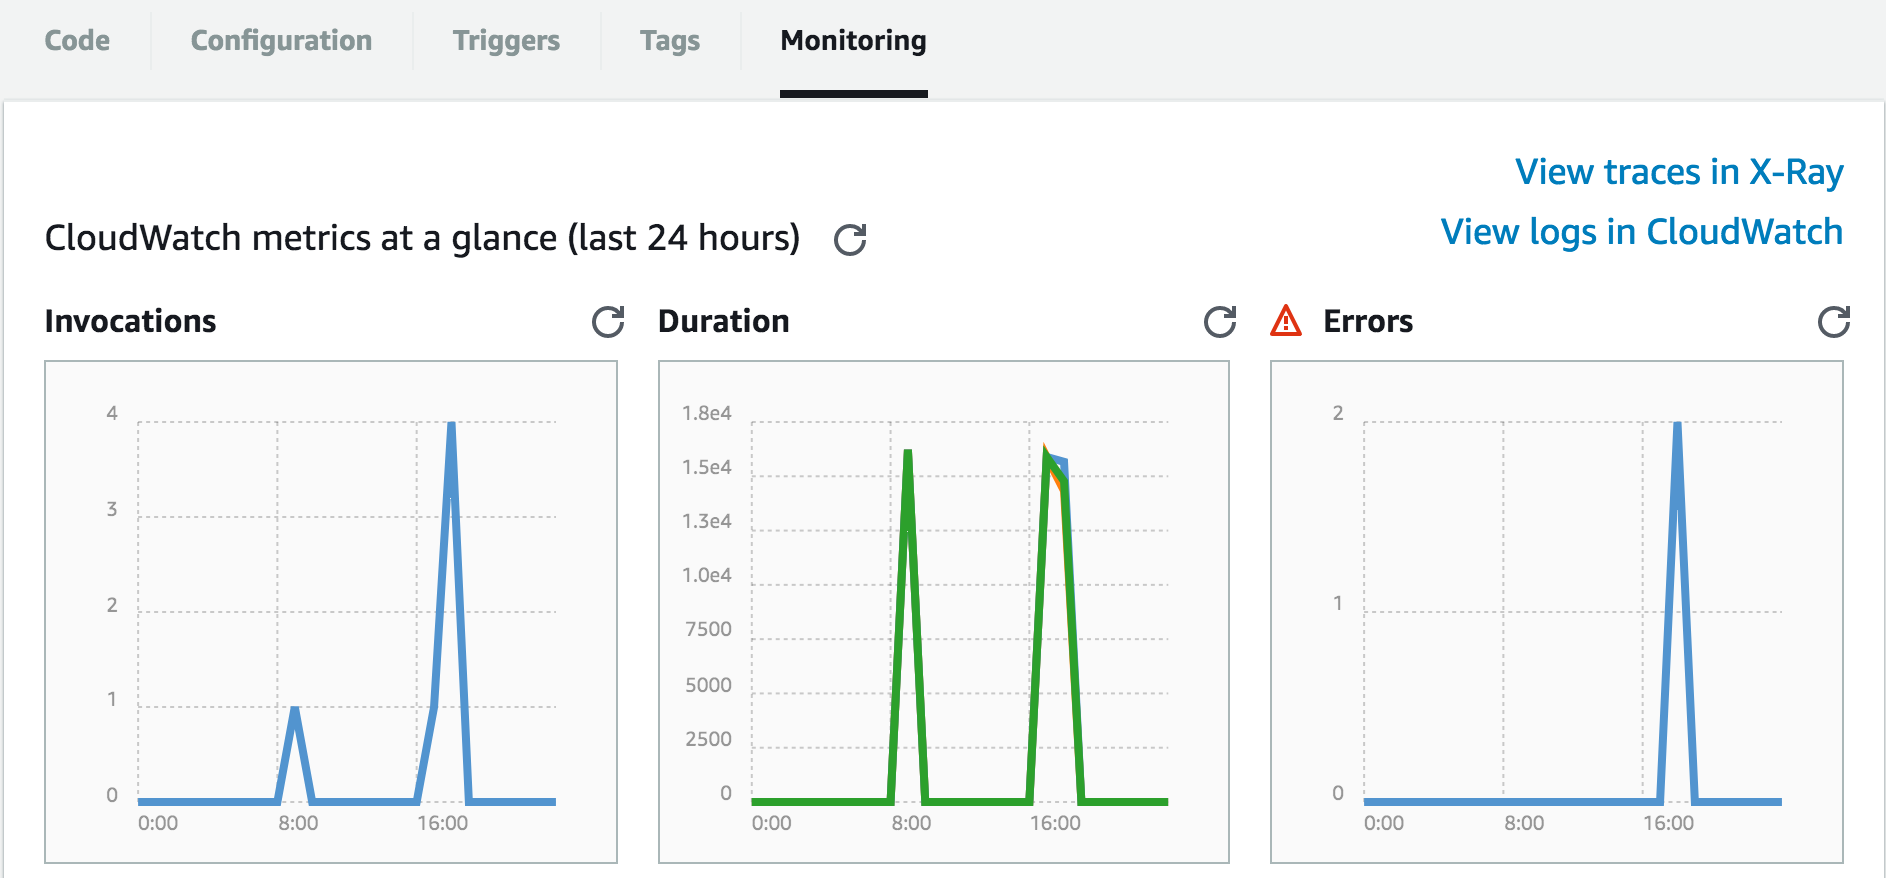 Code Configuration Triggers Tags Monitoring
View traces in X-Ray
CloudWatch metrics at a glance (last 24 hours)
View logs in CloudWatch
Invocations
4
3
2
1
0
0:00 8:00 16:00
Duration
1.8e4
1.5e4
1.3e4
1.0e4
7500
5000
2500
0
0:00 8:00 16:00
Errors
2
1
0
0:00 8:00 16:00